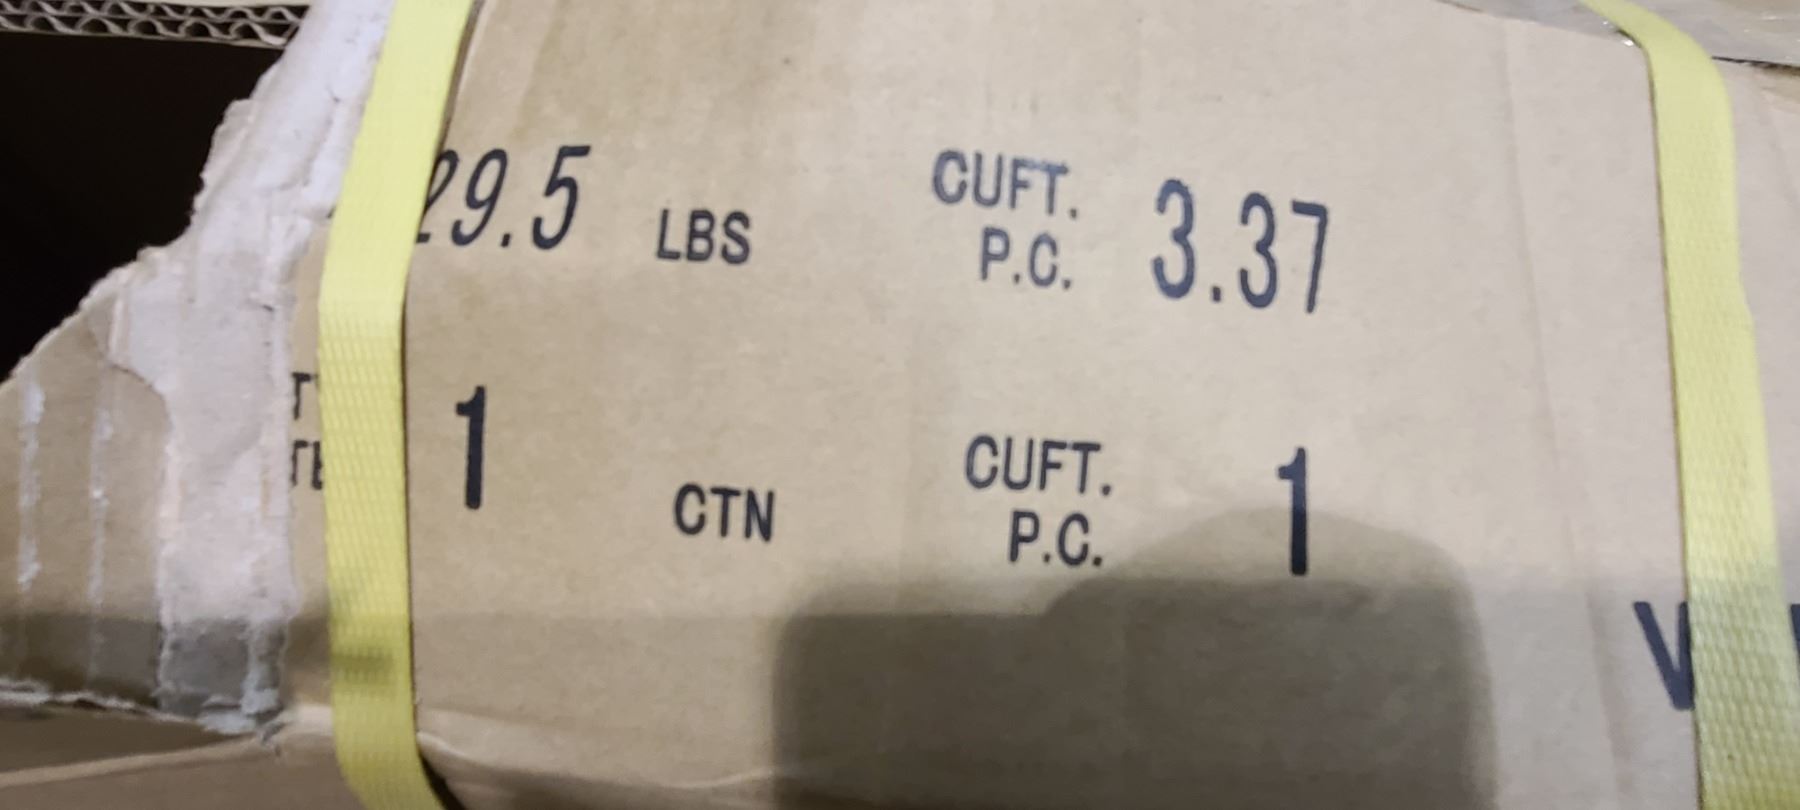 29.5 LBS CUFT. P.C. 3.37
1 CTN CUFT. P.C. 1